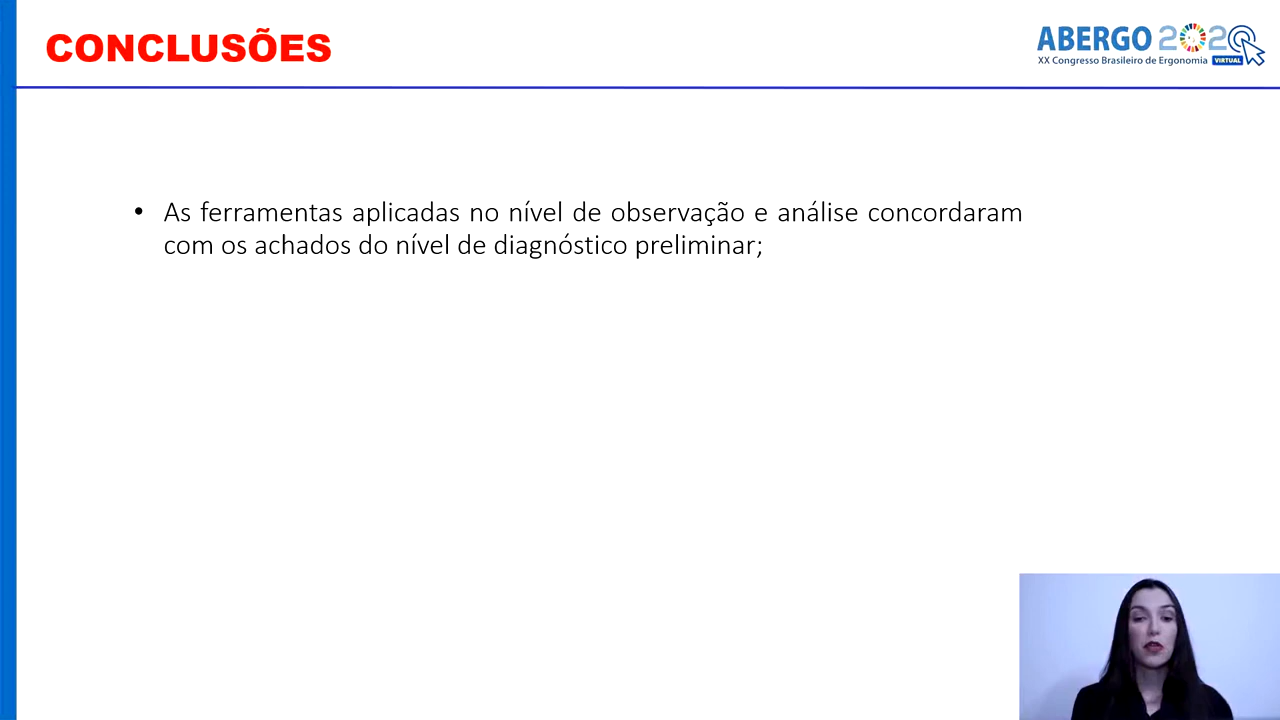 CONCLUSÕES
ABERGO 2020
XX Congresso Brasileiro de Ergonomia VIRTUAL
• As ferramentas aplicadas no nível de observação e análise concordaram
com os achados do nível de diagnóstico preliminar;